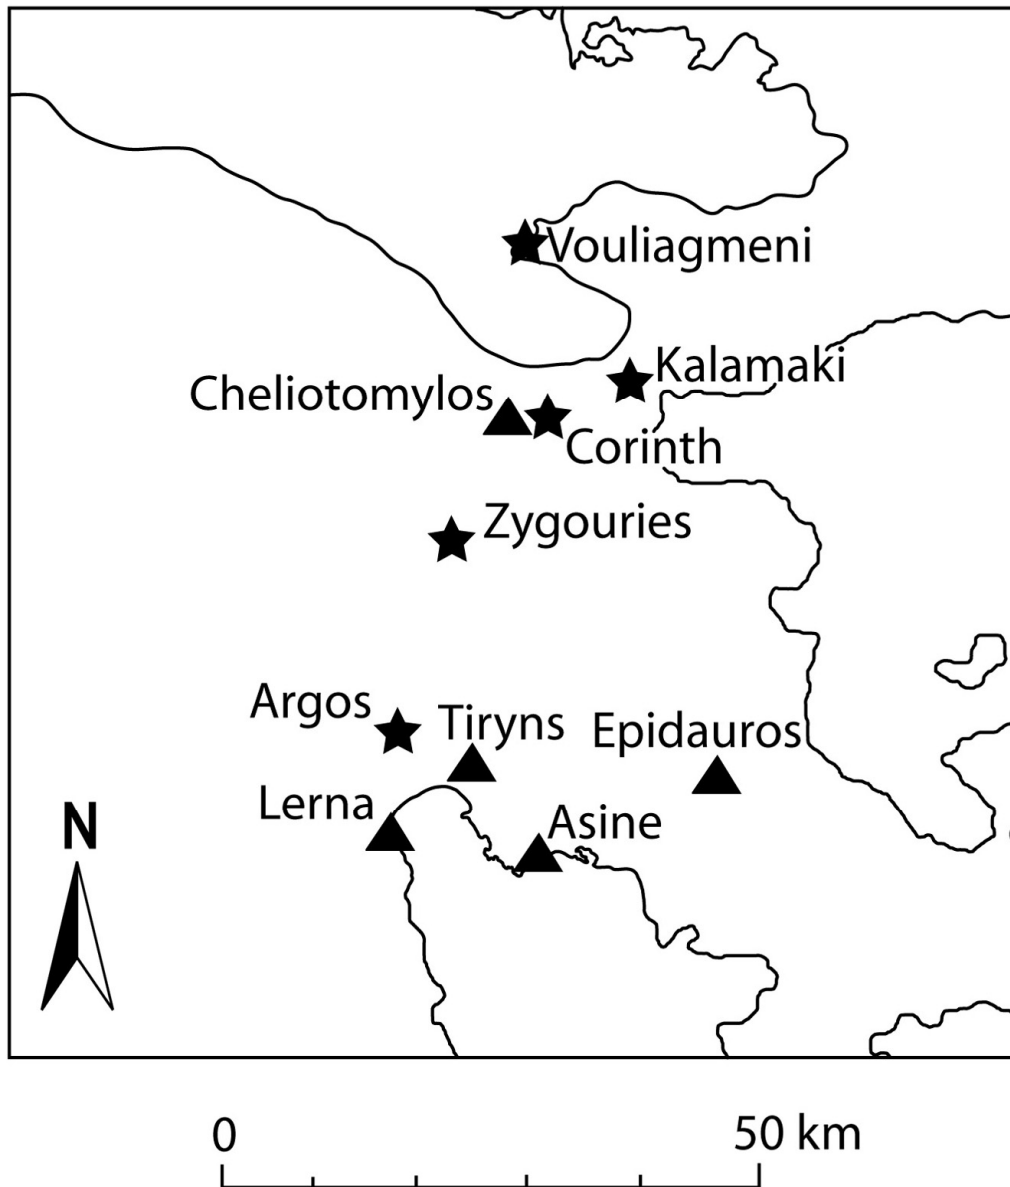 Vouliagmeni
Kalamaki
Cheliotomylos
Corinth
Zygouries
Argos
Tiryns
Epidauros
Lerna
Asine
N
0
50 km